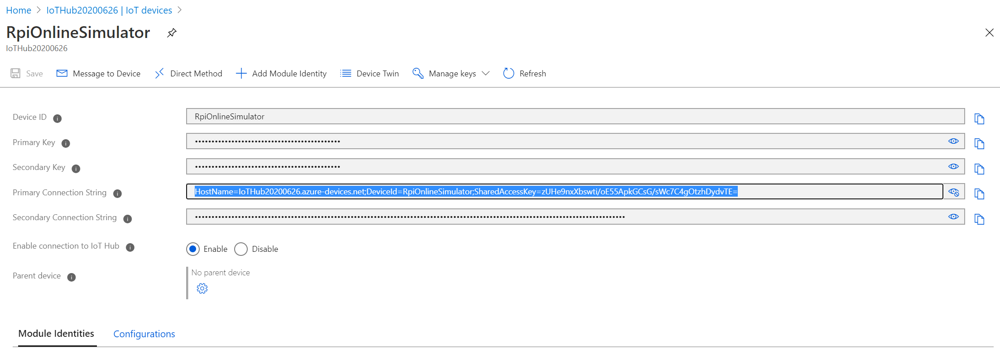 Home > IoTHub20200626 | IoT devices >
RpiOnlineSimulator
IoTHub20200626
Save Message to Device Direct Method Add Module Identity Device Twin Manage keys Refresh
Device ID RpiOnlineSimulator
Primary Key ••••••••••••••••••••••••••••••••••••••••••••
Secondary Key ••••••••••••••••••••••••••••••••••••••••••••
Primary Connection String HostName=IoTHub20200626.azure-devices.net;DeviceId=RpiOnlineSimulator;SharedAccessKey=zUHe9nxXbswti/oE55ApkGCsG/sWc7C4gOtzhDydvTE=
Secondary Connection String ••••••••••••••••••••••••••••••••••••••••••••••••••••••••••••••••••••••••••••••••••••••••••••••••••••••••••••••••••••••••••••••••••
Enable connection to IoT Hub Enable Disable
Parent device No parent device
Module Identities Configurations